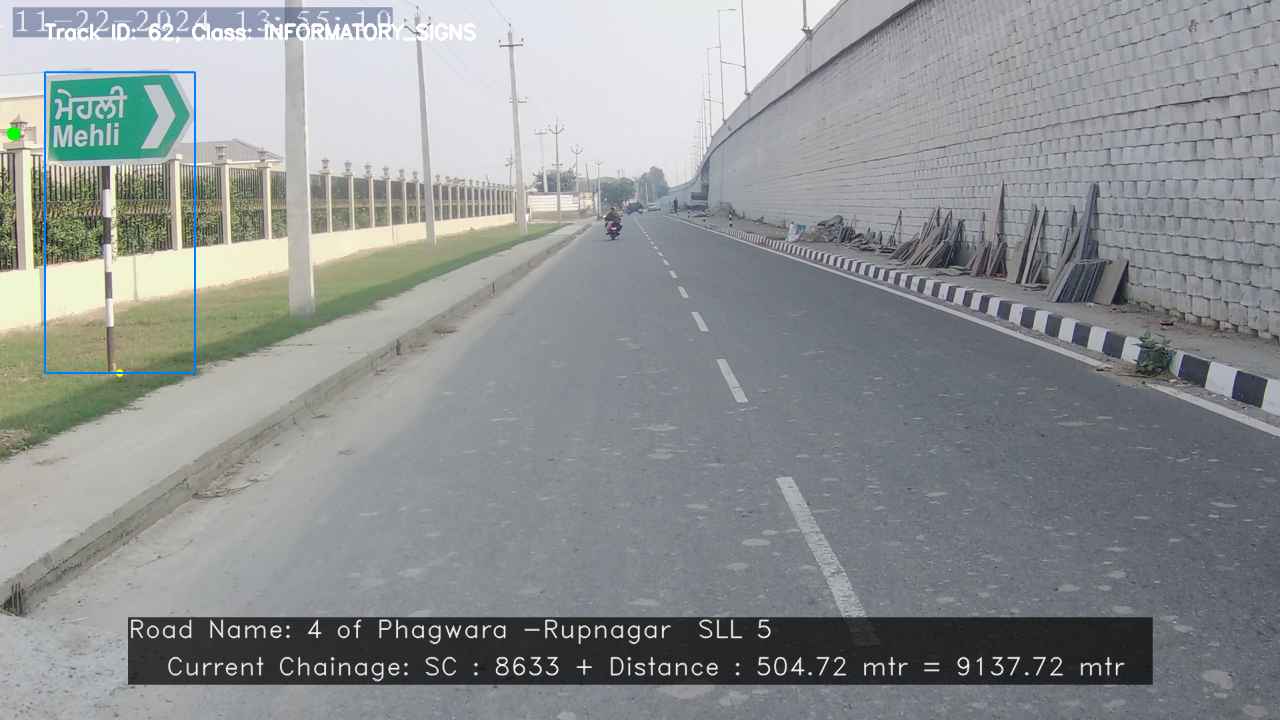 11-22-2024 13:55:19
Track ID: 62, Class: INFORMATORY_SIGNS
ਮੇਹਲੀ
Mehli
Road Name: 4 of Phagwara -Rupnagar SLL 5
Current Chainage: SC : 8633 + Distance : 504.72 mtr = 9137.72 mtr